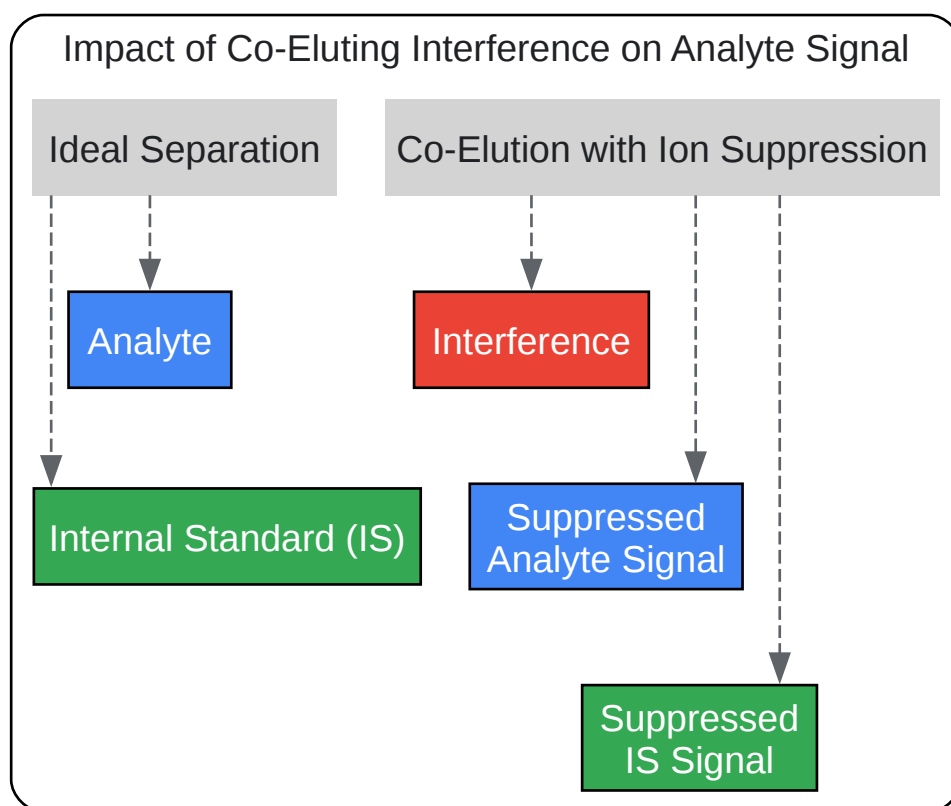 Impact of Co-Eluting Interference on Analyte Signal
Ideal Separation
Co-Elution with Ion Suppression
Analyte
Interference
Internal Standard (IS)
Suppressed
Analyte Signal
Suppressed
IS Signal